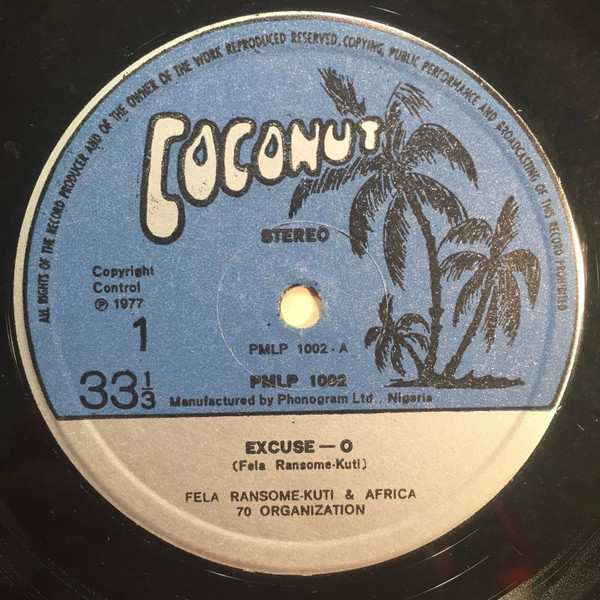 ALL RIGHTS OF THE RECORD PRODUCER AND OF THE OWNER OF THE WORK REPRODUCED RESERVED, COPYING, PUBLIC PERFORMANCE AND BROADCASTING OF THIS RECORD PROHIBITED
COCONUT
STEREO
Copyright
Control
℗ 1977
1
PMLP 1002 · A
33 1/3
PMLP 1002
Manufactured by Phonogram Ltd., Nigeria
EXCUSE — O
(Fela Ransome-Kuti)
FELA RANSOME-KUTI & AFRICA
70 ORGANIZATION